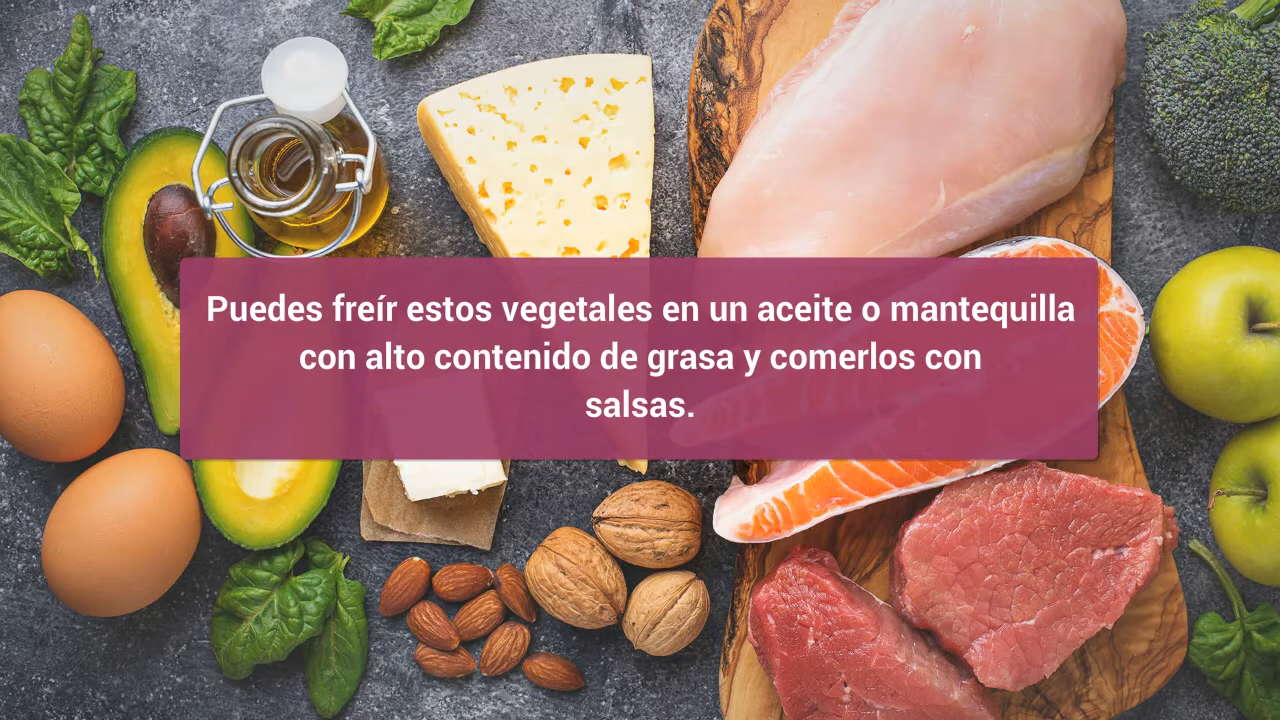 Puedes freír estos vegetales en un aceite o mantequilla
con alto contenido de grasa y comerlos con
salsas.